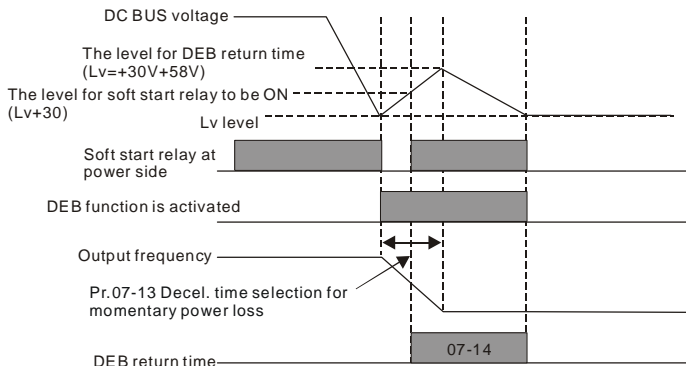 DC BUS voltage
The level for DEB return time
(Lv=+30V+58V)
The level for soft start relay to be ON
(Lv+30)
Lv level
Soft start relay at
power side
DEB function is activated
Output frequency
Pr.07-13 Decel. time selection for
momentary power loss
07-14
DEB return time